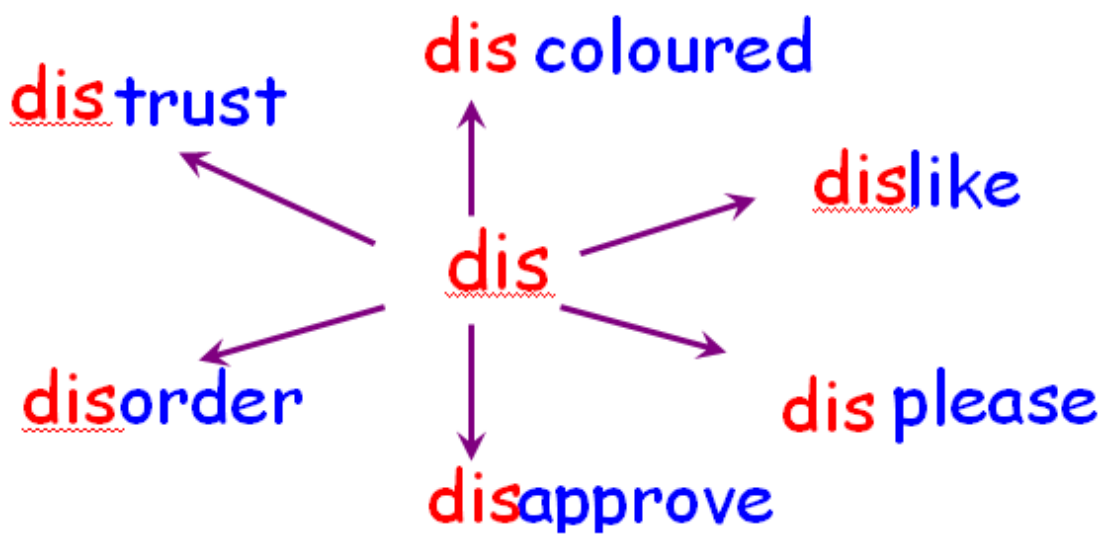 dis coloured
dis trust
dislike
dis
disorder
dis please
disapprove